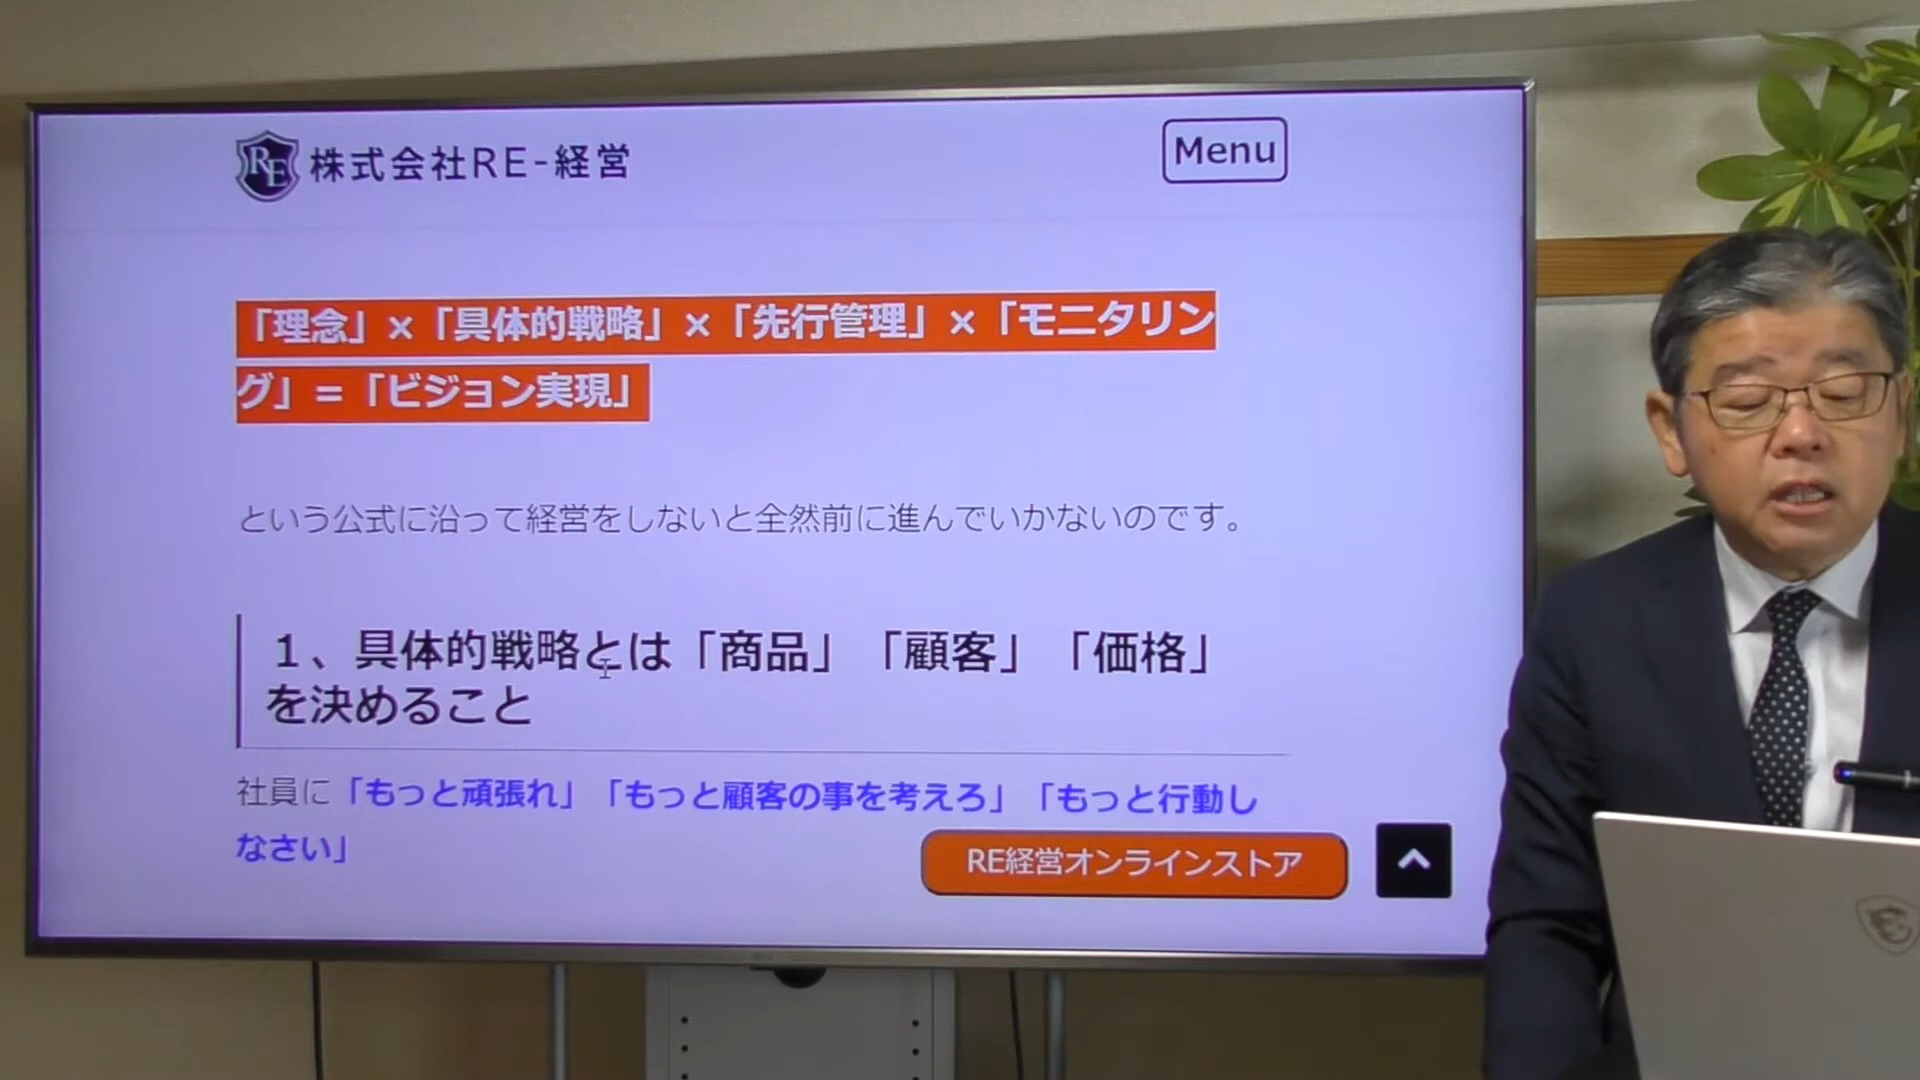 RE 株式会社RE-経営
Menu
「理念」×「具体的戦略」×「先行管理」×「モニタリン
グ」＝「ビジョン実現」
という公式に沿って経営をしないと全然前に進んでいかないのです。
１、具体的戦略とは「商品」「顧客」「価格」
を決めること
社員に「もっと頑張れ」「もっと顧客の事を考えろ」「もっと行動し
なさい」
RE経営オンラインストア